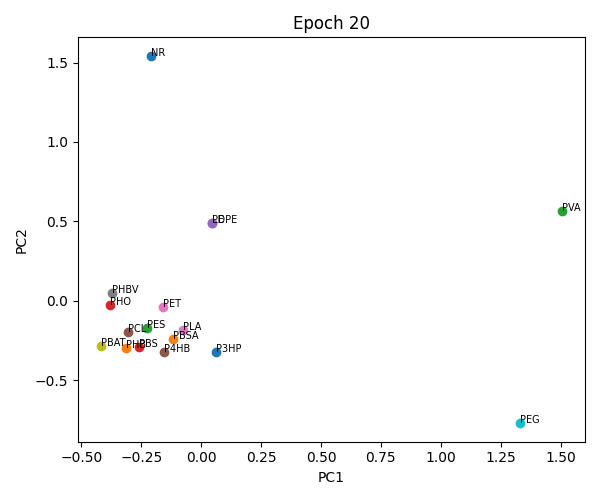 Epoch 20
NR
PVA
PHBV
PHO
PET
PCL
PES
PLA
PBSA
PBAT
PBS
P4HB
P3HP
PEG
PC2
1.5
1.0
0.5
0.0
−0.5
−0.50
−0.25
0.00
0.25
0.50
0.75
1.00
1.25
1.50
PC1